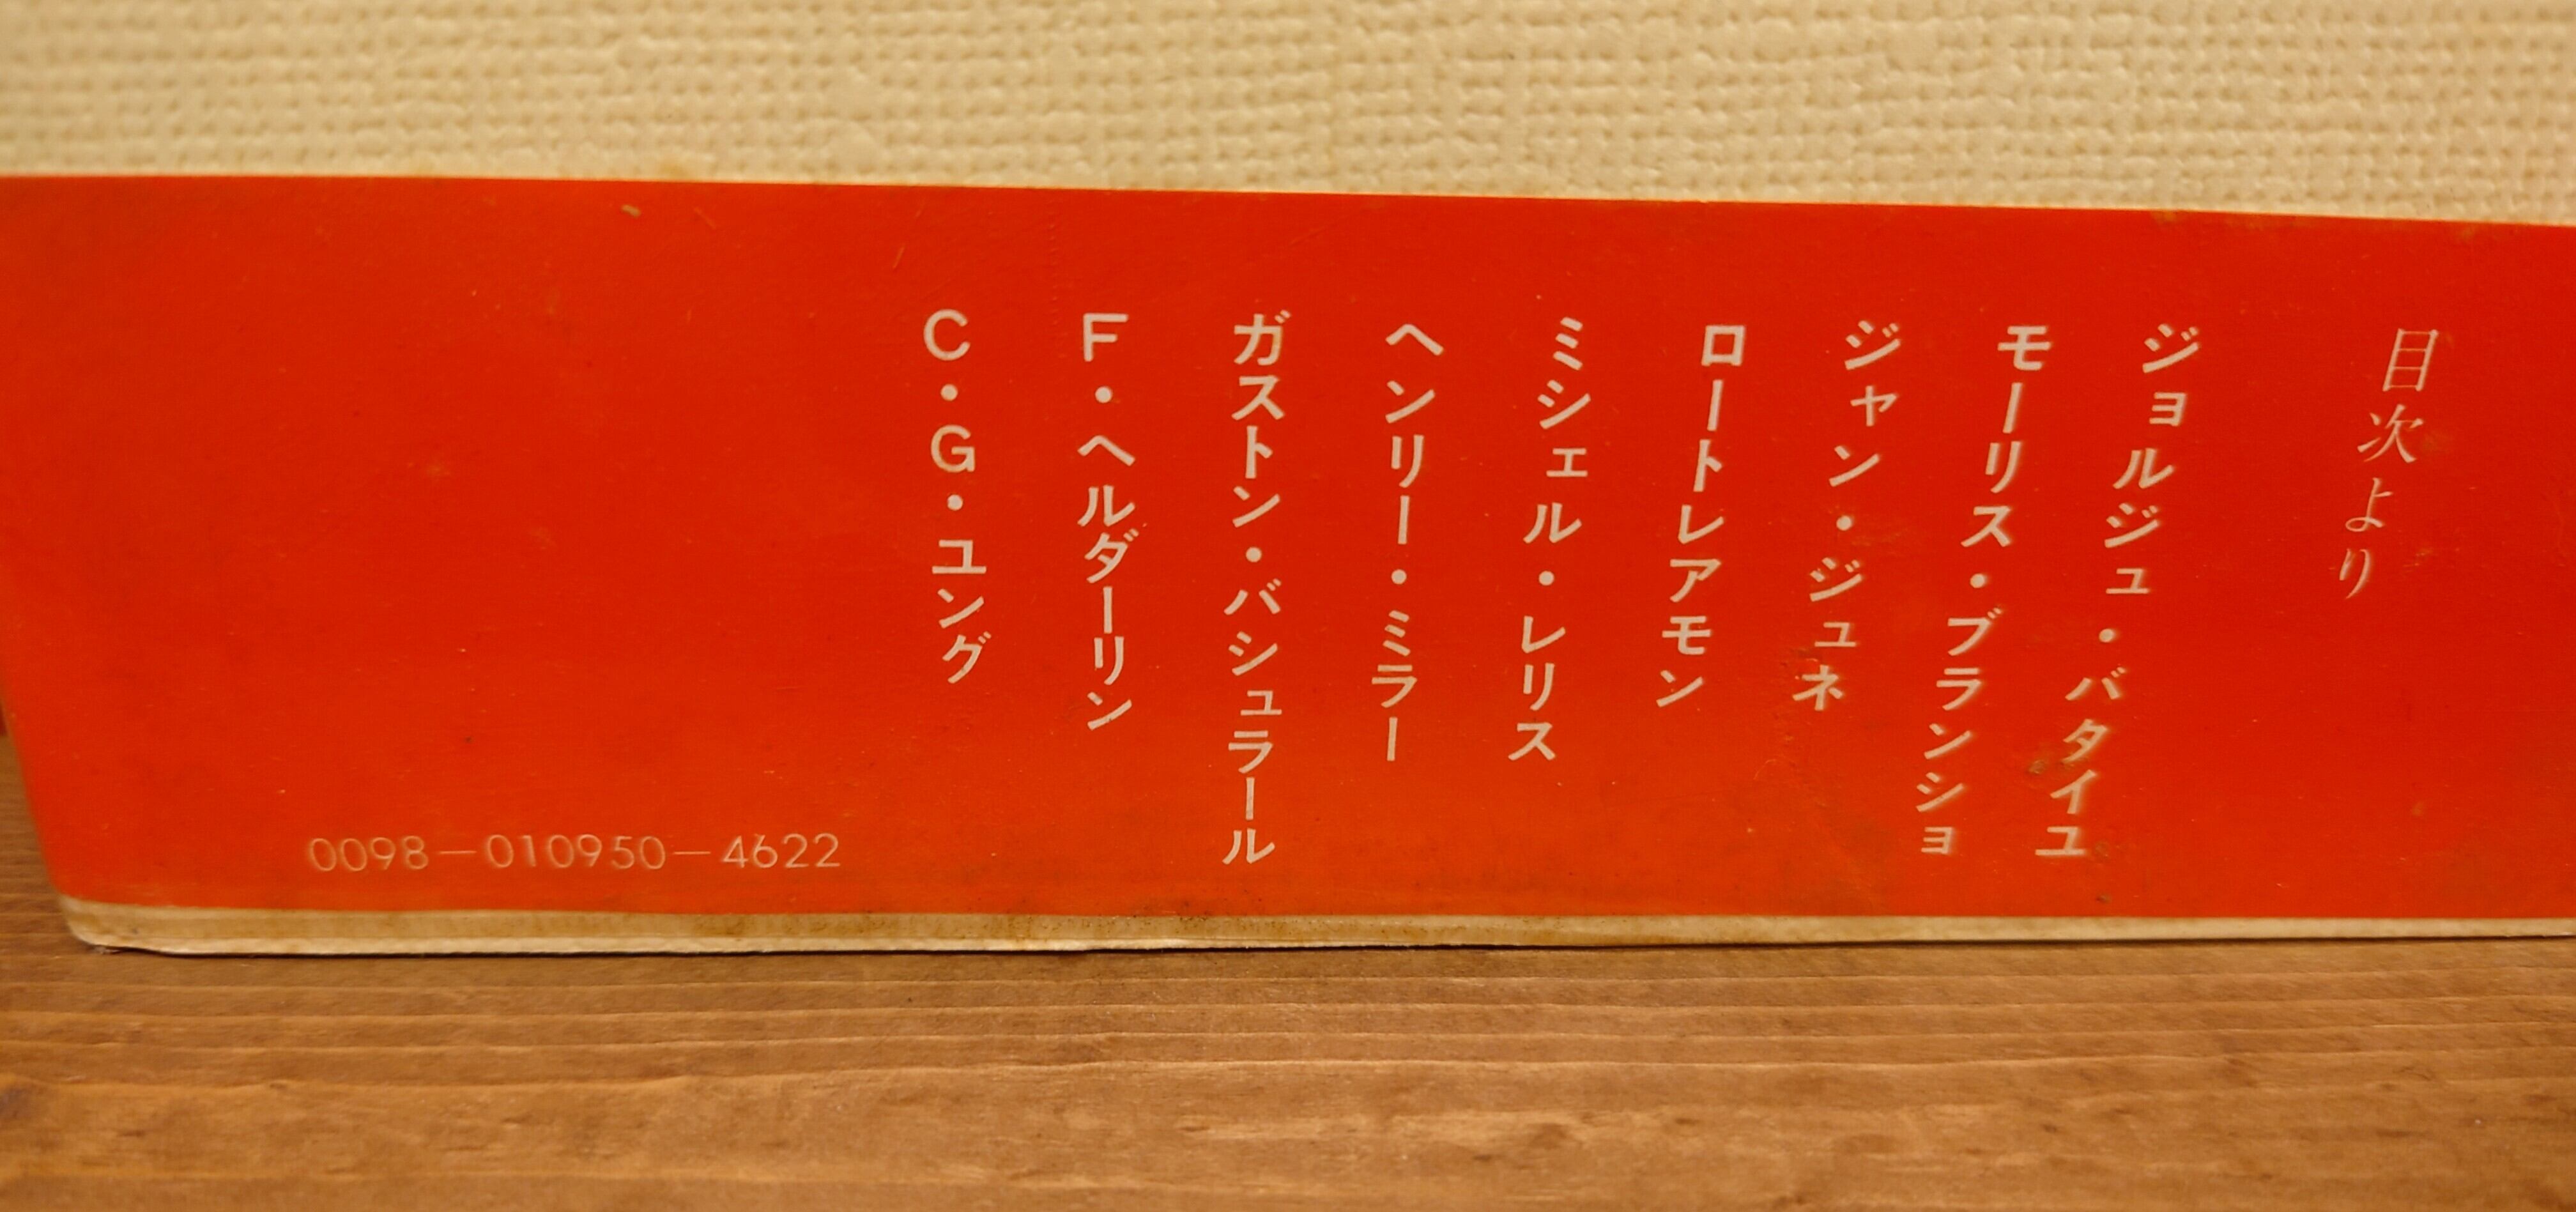 目次より
ジョルジュ・バタイユ
モーリス・ブランショ
ジャン・ジュネ
ロートレアモン
ミシェル・レリス
ヘンリー・ミラー
ガストン・バシュラール
F・ヘルダーリン
C・G・ユング
0098-010950-4622